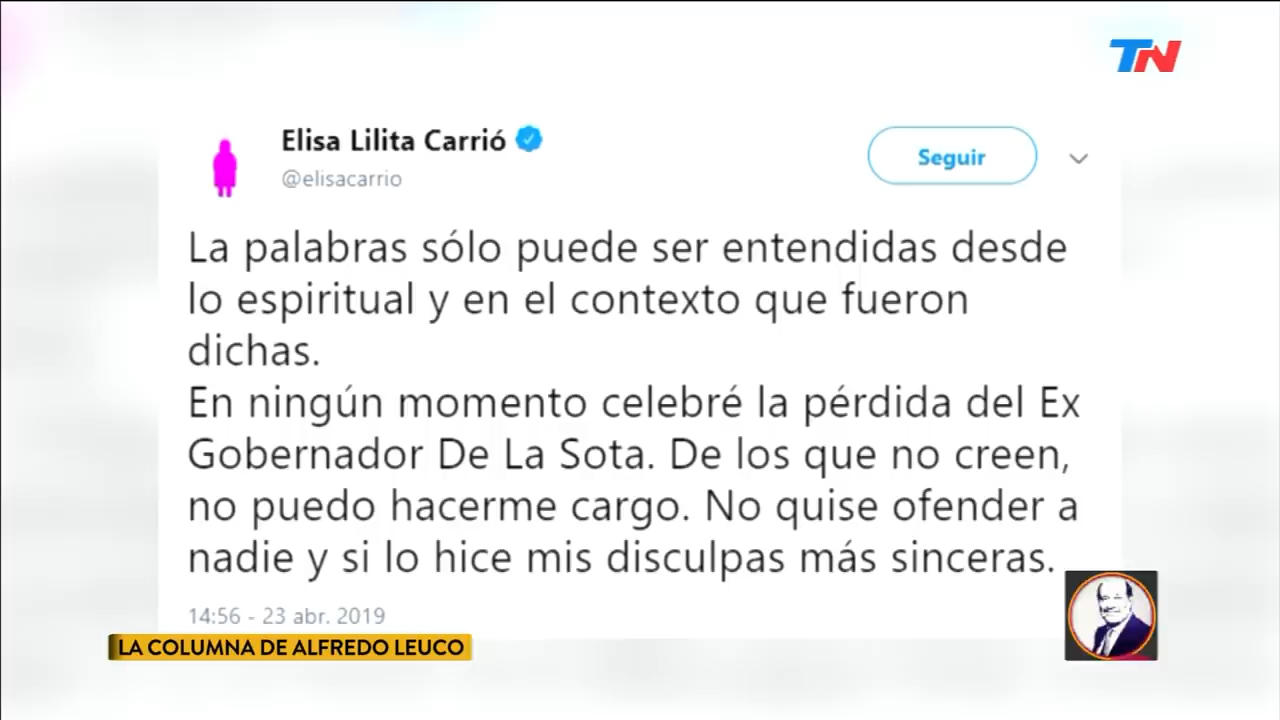 TN
Elisa Lilita Carrió
@elisacarrio
Seguir
La palabras sólo puede ser entendidas desde
lo espiritual y en el contexto que fueron
dichas.
En ningún momento celebré la pérdida del Ex
Gobernador De La Sota. De los que no creen,
no puedo hacerme cargo. No quise ofender a
nadie y si lo hice mis disculpas más sinceras.
14:56 - 23 abr. 2019
LA COLUMNA DE ALFREDO LEUCO